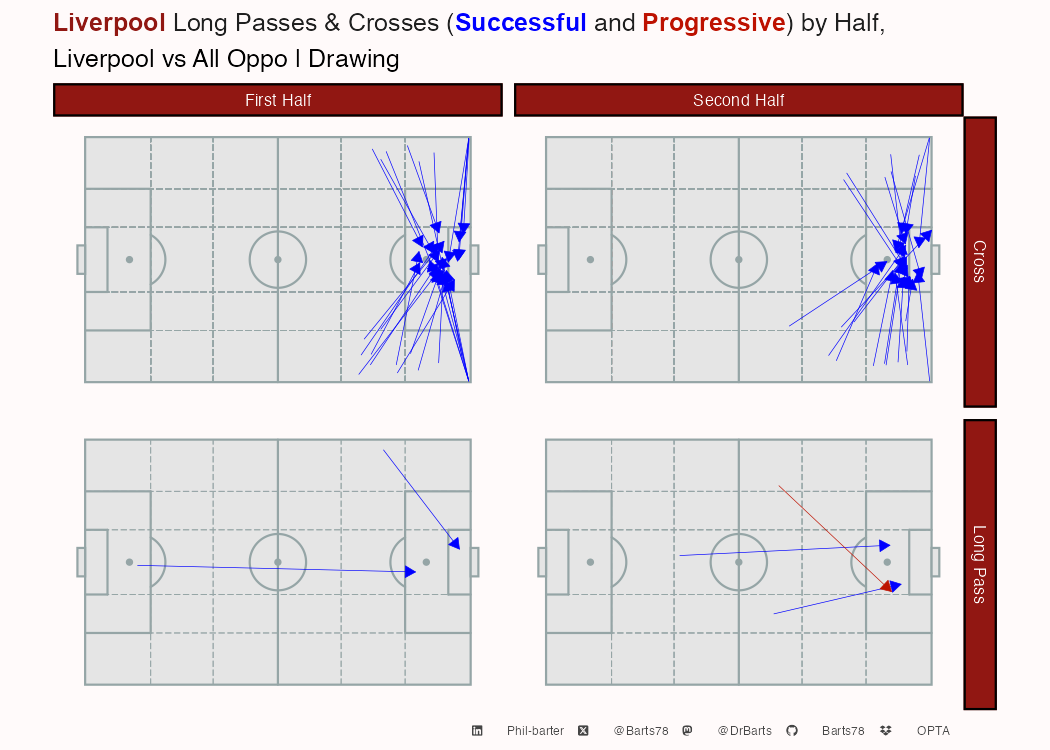 Liverpool Long Passes & Crosses (Successful and Progressive) by Half,
Liverpool vs All Oppo | Drawing
First Half
Second Half
Cross
Long Pass
Phil-barter @Barts78 @DrBarts Barts78 OPTA